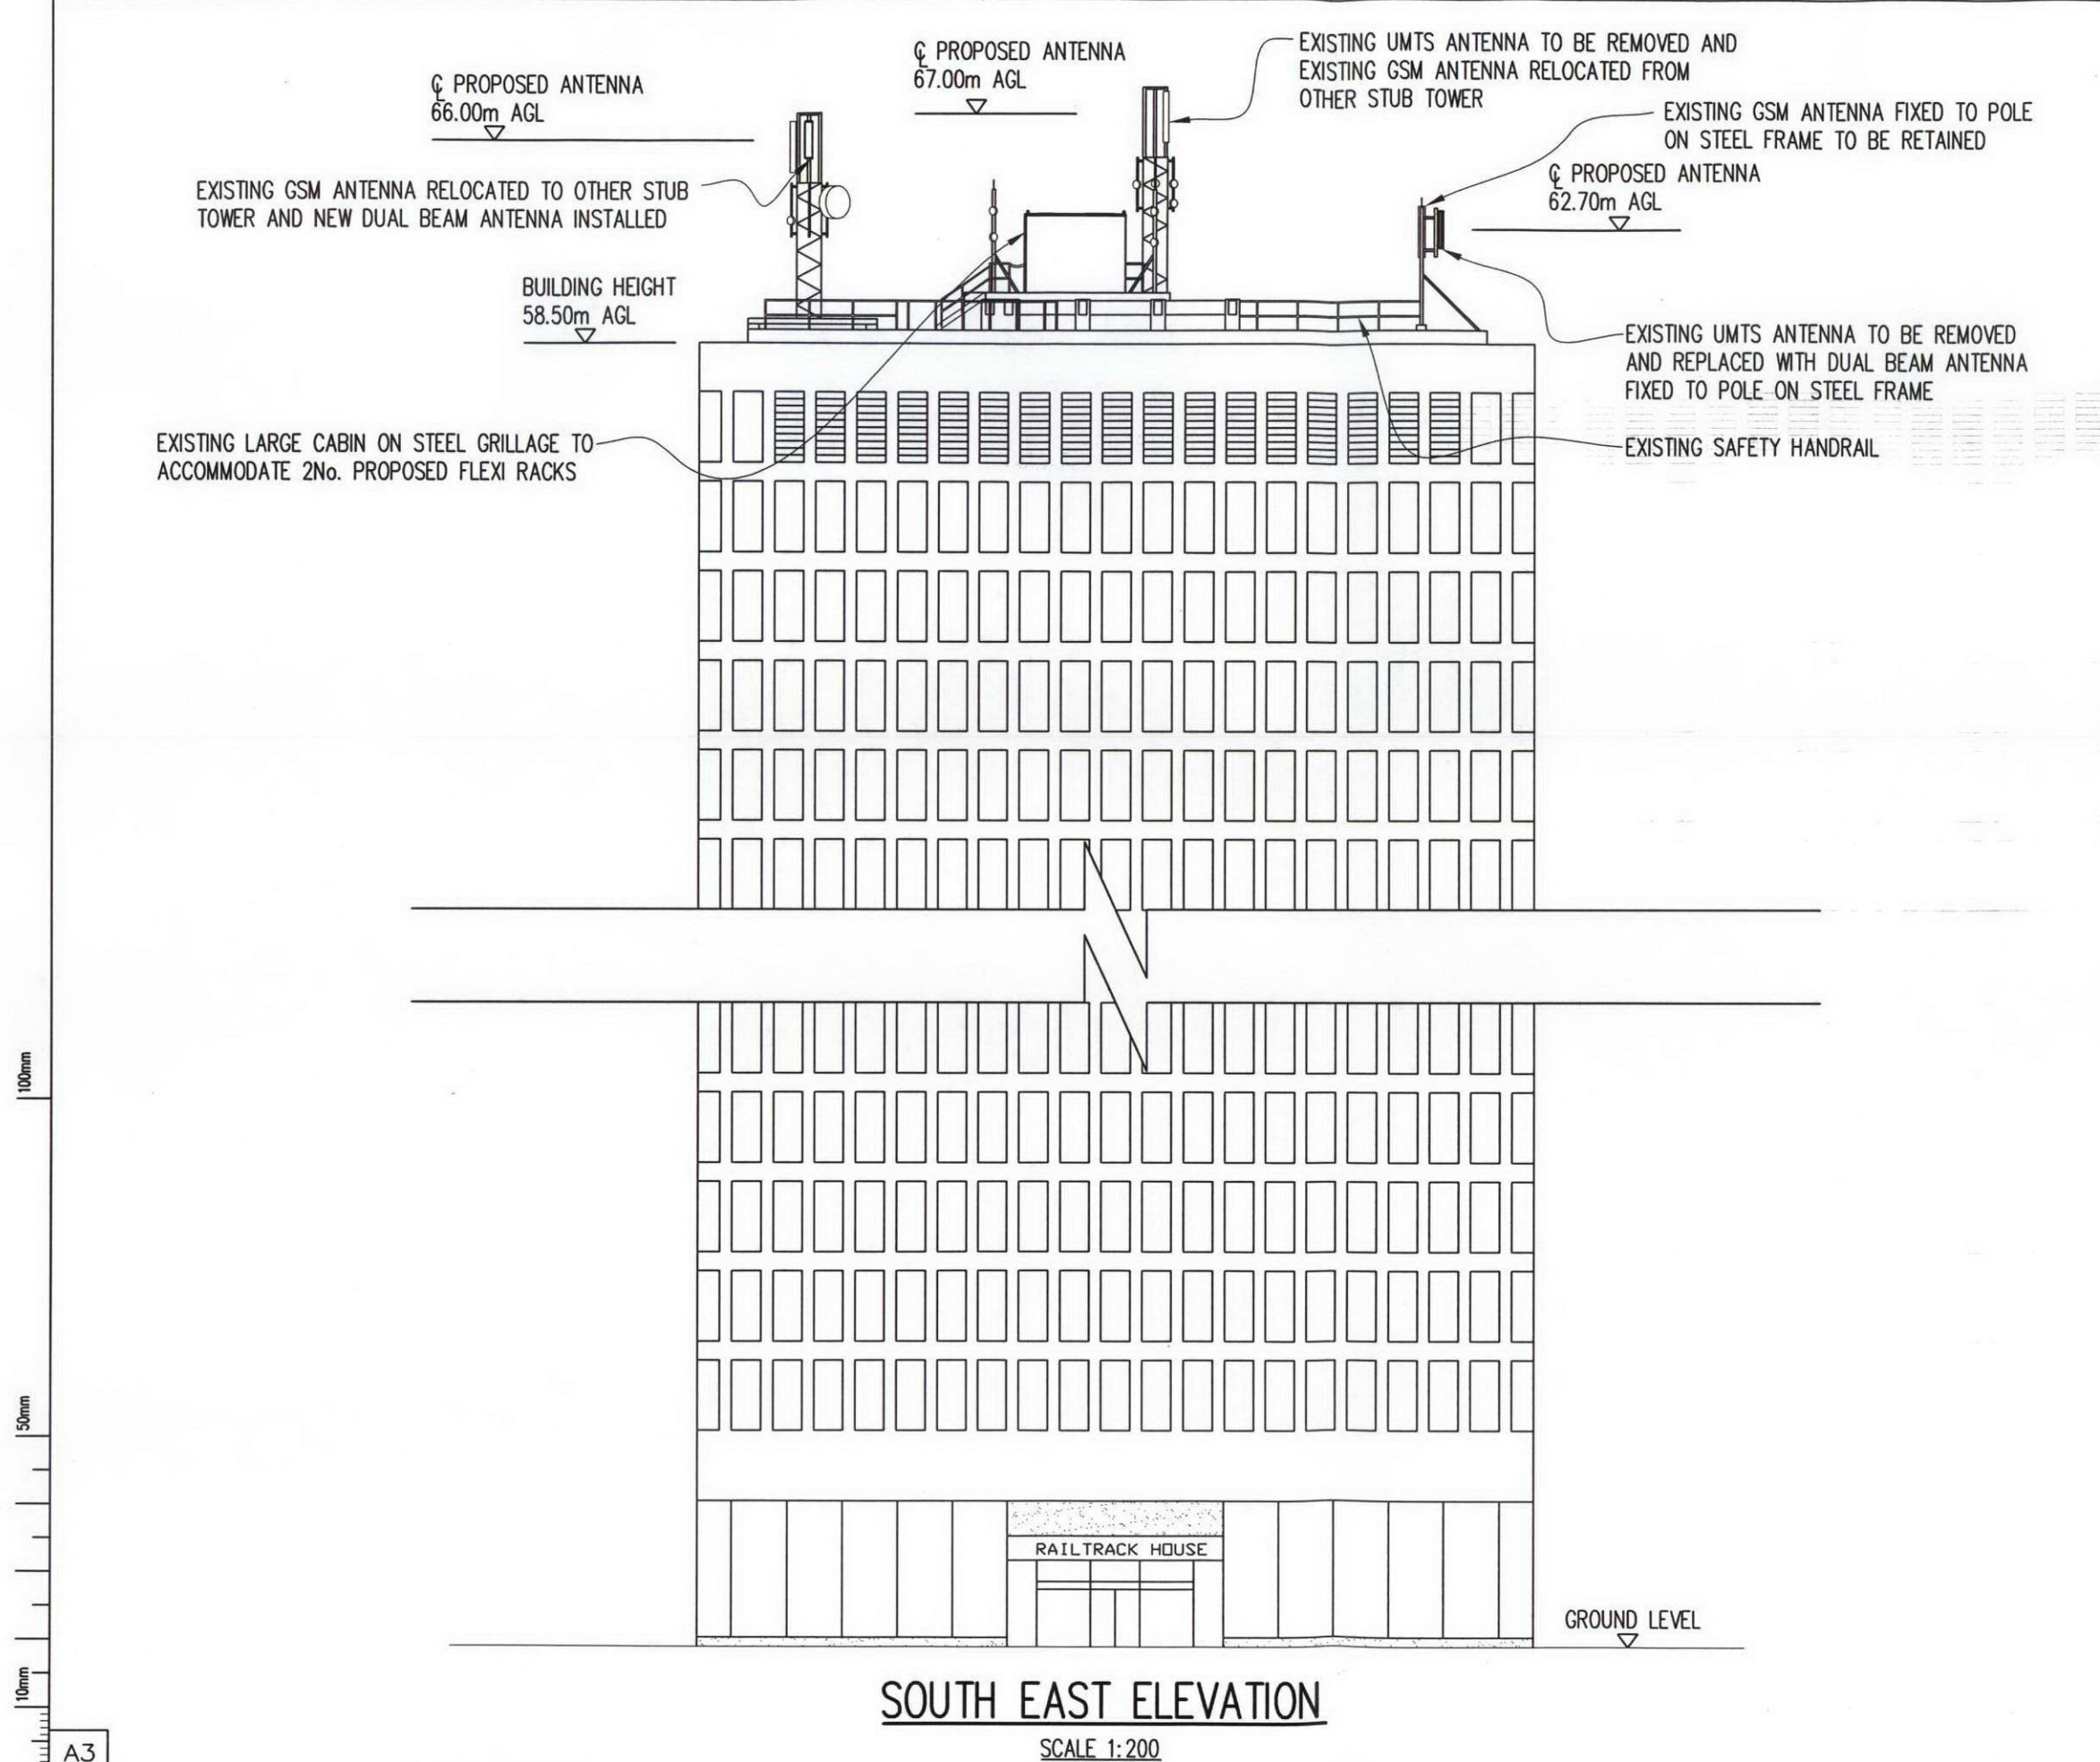 ℄ PROPOSED ANTENNA
66.00m AGL
℄ PROPOSED ANTENNA
67.00m AGL
EXISTING UMTS ANTENNA TO BE REMOVED AND
EXISTING GSM ANTENNA RELOCATED FROM
OTHER STUB TOWER
EXISTING GSM ANTENNA FIXED TO POLE
ON STEEL FRAME TO BE RETAINED
℄ PROPOSED ANTENNA
62.70m AGL
EXISTING GSM ANTENNA RELOCATED TO OTHER STUB
TOWER AND NEW DUAL BEAM ANTENNA INSTALLED
BUILDING HEIGHT
58.50m AGL
EXISTING UMTS ANTENNA TO BE REMOVED
AND REPLACED WITH DUAL BEAM ANTENNA
FIXED TO POLE ON STEEL FRAME
EXISTING LARGE CABIN ON STEEL GRILLAGE TO
ACCOMMODATE 2No. PROPOSED FLEXI RACKS
EXISTING SAFETY HANDRAIL
100mm
50mm
10mm
RAILTRACK HOUSE
GROUND LEVEL
SOUTH EAST ELEVATION
SCALE 1:200
A3